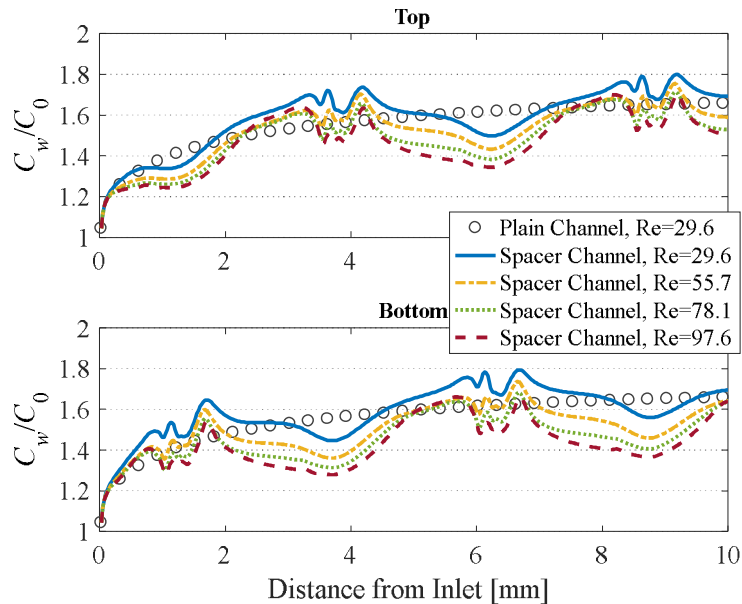 Top
2
1.8
1.6
1.4
1.2
1
C_w/C_0
0 2 4 6 8 10
Plain Channel, Re=29.6
Spacer Channel, Re=29.6
Spacer Channel, Re=55.7
Spacer Channel, Re=78.1
Spacer Channel, Re=97.6
Bottom
2
1.8
1.6
1.4
1.2
1
C_w/C_0
0 2 4 6 8 10
Distance from Inlet [mm]